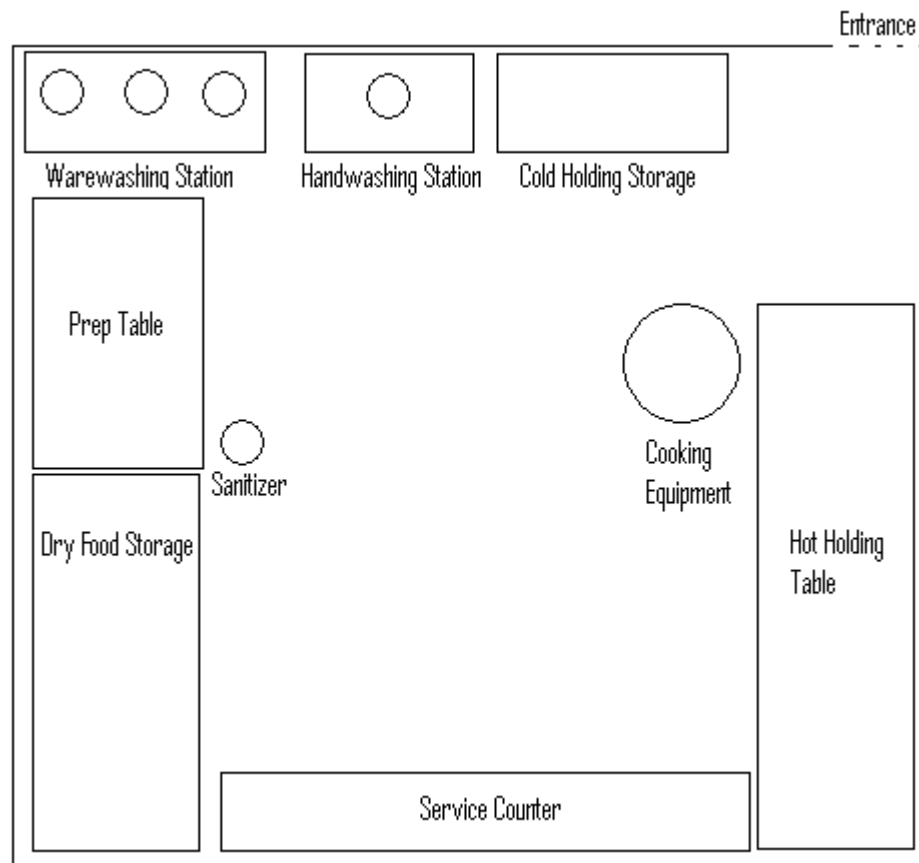 Entrance
Warewashing Station
Handwashing Station
Cold Holding Storage
Prep Table
Sanitizer
Cooking
Equipment
Dry Food Storage
Hot Holding
Table
Service Counter